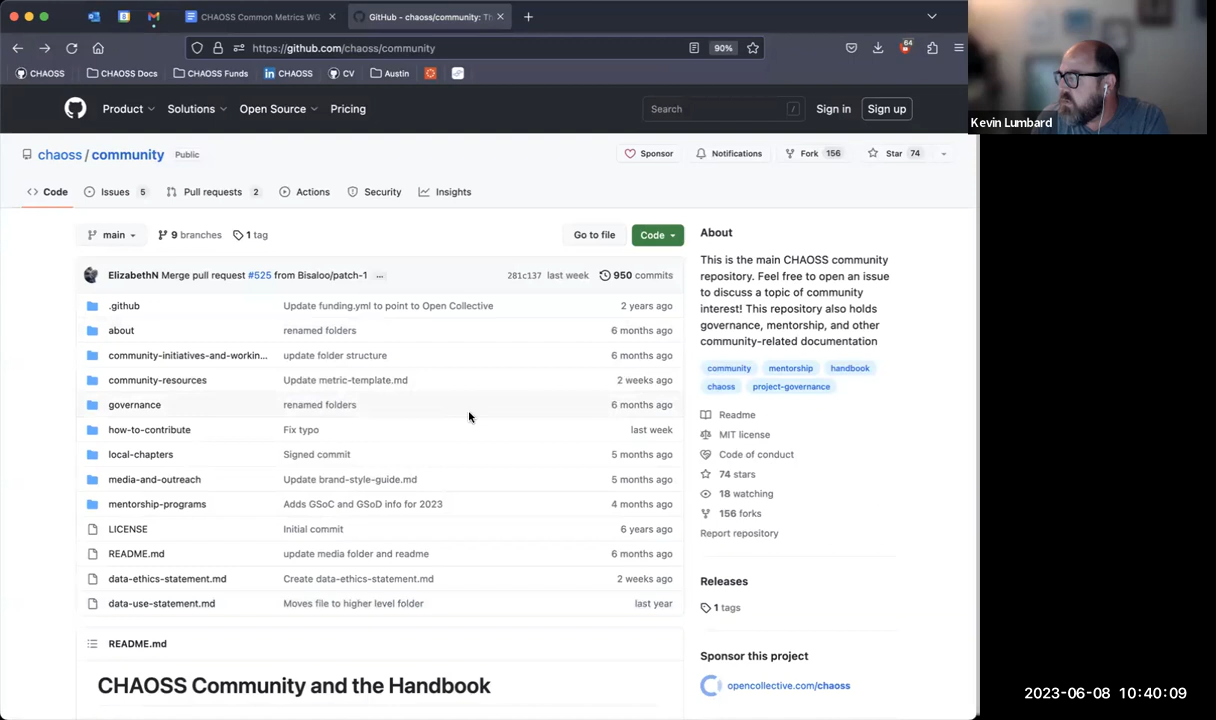 CHAOSS Common Metrics WG
GitHub - chaoss/community: Th
https://github.com/chaoss/community
90%
64
CHAOSS
CHAOSS Docs
CHAOSS Funds
CHAOSS
CV
Austin
Kevin Lumbard
Product
Solutions
Open Source
Pricing
Search
/
Sign in
Sign up
chaoss / community
Public
Sponsor
Notifications
Fork 156
Star 74
Code
Issues 5
Pull requests 2
Actions
Security
Insights
main
9 branches
1 tag
Go to file
Code
ElizabethN Merge pull request #525 from Bisaloo/patch-1 ...
281c137 last week
950 commits
.github Update funding.yml to point to Open Collective 2 years ago
about renamed folders 6 months ago
community-initiatives-and-workin... update folder structure 6 months ago
community-resources Update metric-template.md 2 weeks ago
governance renamed folders 6 months ago
how-to-contribute Fix typo last week
local-chapters Signed commit 5 months ago
media-and-outreach Update brand-style-guide.md 5 months ago
mentorship-programs Adds GSoC and GSoD info for 2023 4 months ago
LICENSE Initial commit 6 years ago
README.md update media folder and readme 6 months ago
data-ethics-statement.md Create data-ethics-statement.md 2 weeks ago
data-use-statement.md Moves file to higher level folder last year
README.md
CHAOSS Community and the Handbook
About
This is the main CHAOSS community
repository. Feel free to open an issue
to discuss a topic of community
interest! This repository also holds
governance, mentorship, and other
community-related documentation
community mentorship handbook
chaoss project-governance
Readme
MIT license
Code of conduct
74 stars
18 watching
156 forks
Report repository
Releases
1 tags
Sponsor this project
opencollective.com/chaoss
2023-06-08 10:40:09